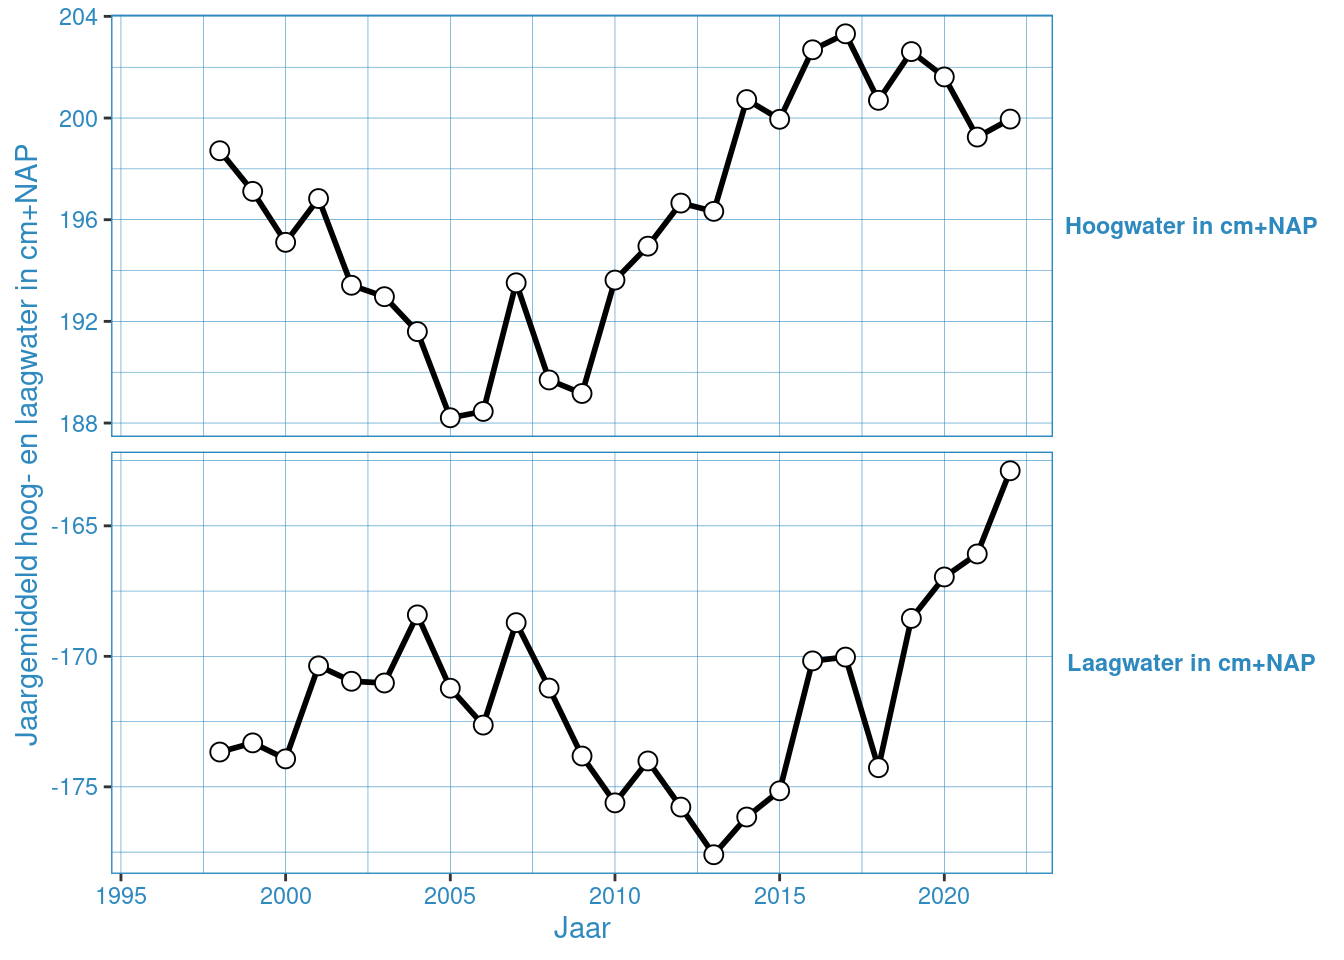 Jaargemiddeld hoog- en laagwater in cm+NAP
204
200
196
192
188
Hoogwater in cm+NAP
-165
-170
-175
Laagwater in cm+NAP
1995 2000 2005 2010 2015 2020
Jaar